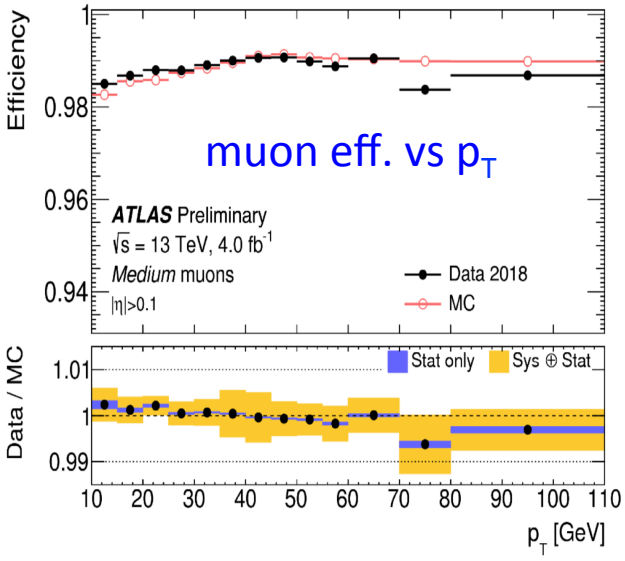 Efficiency
1
0.98
0.96
0.94
muon eff. vs pT
ATLAS Preliminary
√s = 13 TeV, 4.0 fb-1
Medium muons
|η|>0.1
Data 2018
MC
Data / MC
1.01
1
0.99
Stat only
Sys ⊕ Stat
10 20 30 40 50 60 70 80 90 100 110
pT [GeV]